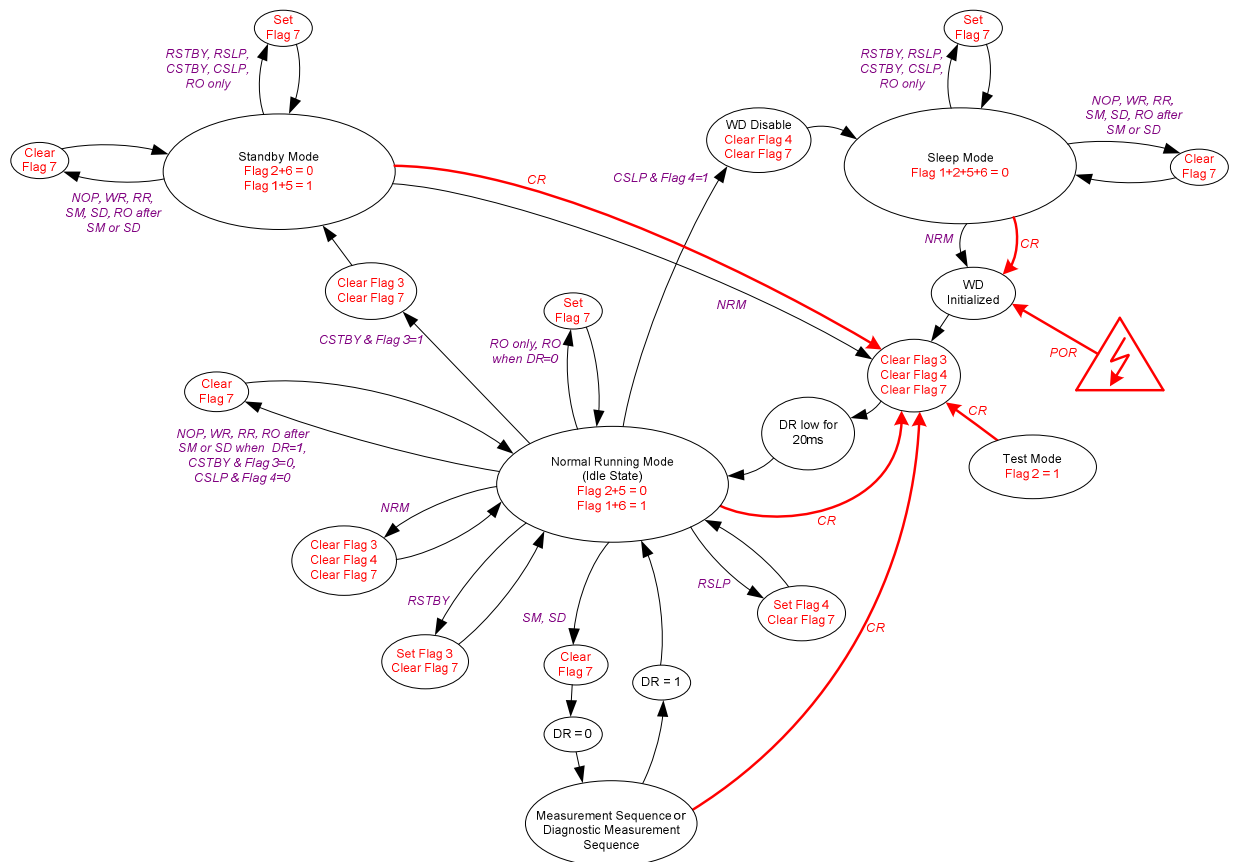 Set
Flag 7
RSTBY, RSLP,
CSTBY, CSLP,
RO only
Clear
Flag 7
NOP, WR, RR,
SM, SD, RO after
SM or SD
Standby Mode
Flag 2+6 = 0
Flag 1+5 = 1
CR
NRM
Clear Flag 3
Clear Flag 7
CSTBY & Flag 3=1
WD Disable
Clear Flag 4
Clear Flag 7
CSLP & Flag 4=1
Set
Flag 7
RSTBY, RSLP,
CSTBY, CSLP,
RO only
Sleep Mode
Flag 1+2+5+6 = 0
NOP, WR, RR,
SM, SD, RO after
SM or SD
Clear
Flag 7
NRM
CR
WD
Initialized
POR
Clear Flag 3
Clear Flag 4
Clear Flag 7
CR
Test Mode
Flag 2 = 1
DR low for
20ms
Set
Flag 7
RO only, RO
when DR=0
Clear
Flag 7
NOP, WR, RR, RO after
SM or SD when DR=1,
CSTBY & Flag 3=0,
CSLP & Flag 4=0
Normal Running Mode
(Idle State)
Flag 2+5 = 0
Flag 1+6 = 1
CR
NRM
Clear Flag 3
Clear Flag 4
Clear Flag 7
RSTBY
Set Flag 3
Clear Flag 7
SM, SD
Clear
Flag 7
DR = 0
DR = 1
RSLP
Set Flag 4
Clear Flag 7
CR
Measurement Sequence or
Diagnostic Measurement
Sequence